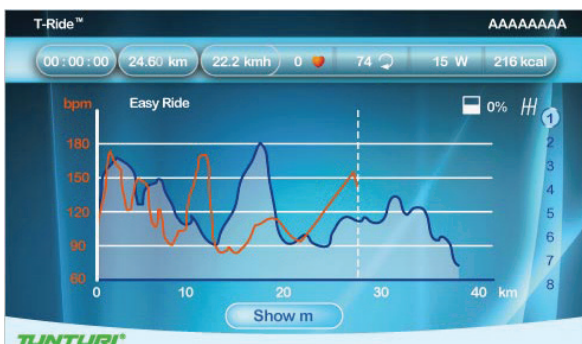 T-Ride™ AAAAAAAA
00:00:00 24.60 km 22.2 kmh 0 74 15 W 216 kcal
bpm Easy Ride 0%
180
150
120
90
60
1
2
3
4
5
6
7
8
0 10 20 30 40 km
Show m
TUNTURI®